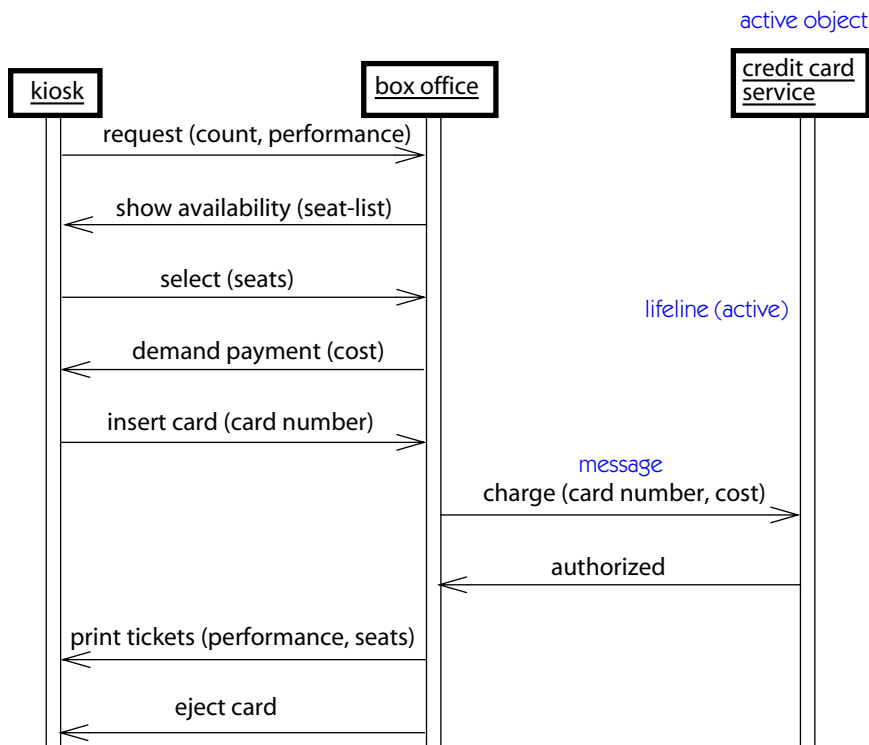 active object
kiosk
box office
credit card
service
request (count, performance)
show availability (seat-list)
select (seats)
lifeline (active)
demand payment (cost)
insert card (card number)
message
charge (card number, cost)
authorized
print tickets (performance, seats)
eject card